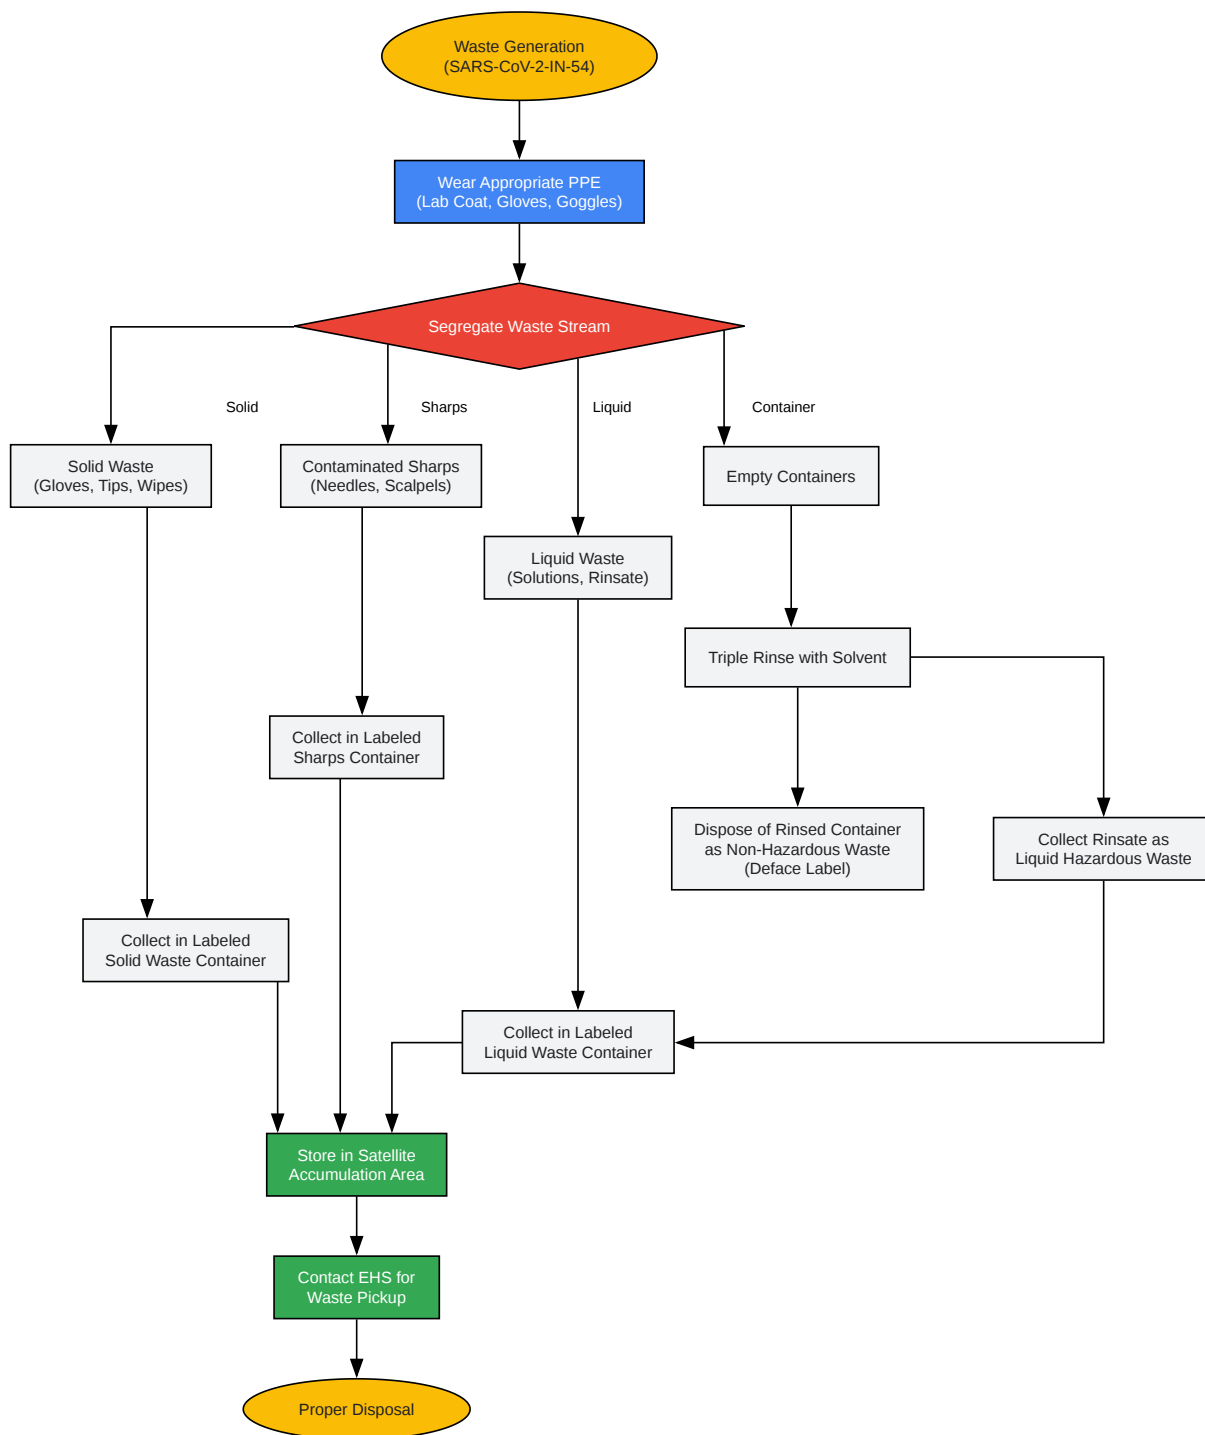 Waste Generation
(SARS-CoV-2-IN-54)
Wear Appropriate PPE
(Lab Coat, Gloves, Goggles)
Segregate Waste Stream
Solid
Sharps
Liquid
Container
Solid Waste
(Gloves, Tips, Wipes)
Contaminated Sharps
(Needles, Scalpels)
Empty Containers
Liquid Waste
(Solutions, Rinsate)
Triple Rinse with Solvent
Collect in Labeled
Sharps Container
Dispose of Rinsed Container
as Non-Hazardous Waste
(Deface Label)
Collect Rinsate as
Liquid Hazardous Waste
Collect in Labeled
Solid Waste Container
Collect in Labeled
Liquid Waste Container
Store in Satellite
Accumulation Area
Contact EHS for
Waste Pickup
Proper Disposal